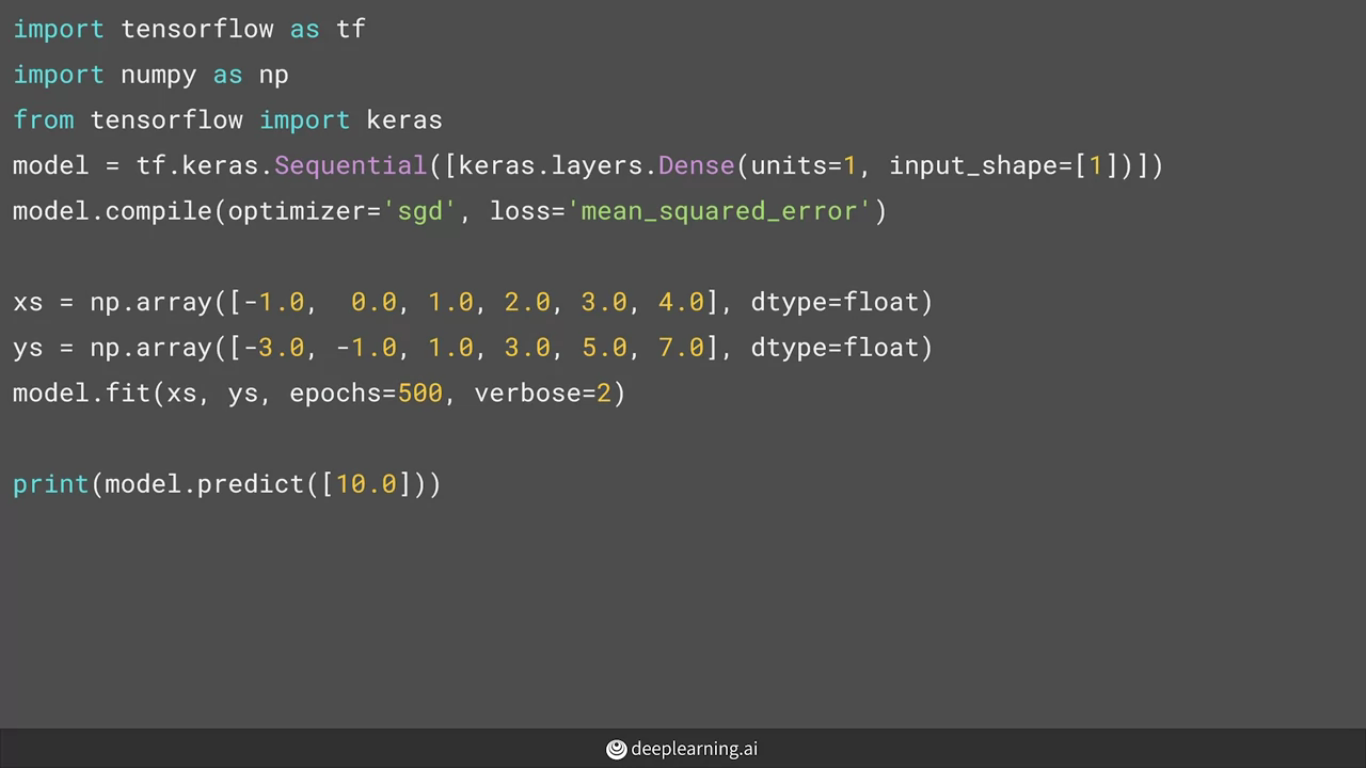 import tensorflow as tf
import numpy as np
from tensorflow import keras
model = tf.keras.Sequential([keras.layers.Dense(units=1, input_shape=[1])])
model.compile(optimizer='sgd', loss='mean_squared_error')
xs = np.array([-1.0,  0.0, 1.0, 2.0, 3.0, 4.0], dtype=float)
ys = np.array([-3.0, -1.0, 1.0, 3.0, 5.0, 7.0], dtype=float)
model.fit(xs, ys, epochs=500, verbose=2)
print(model.predict([10.0]))
deeplearning.ai